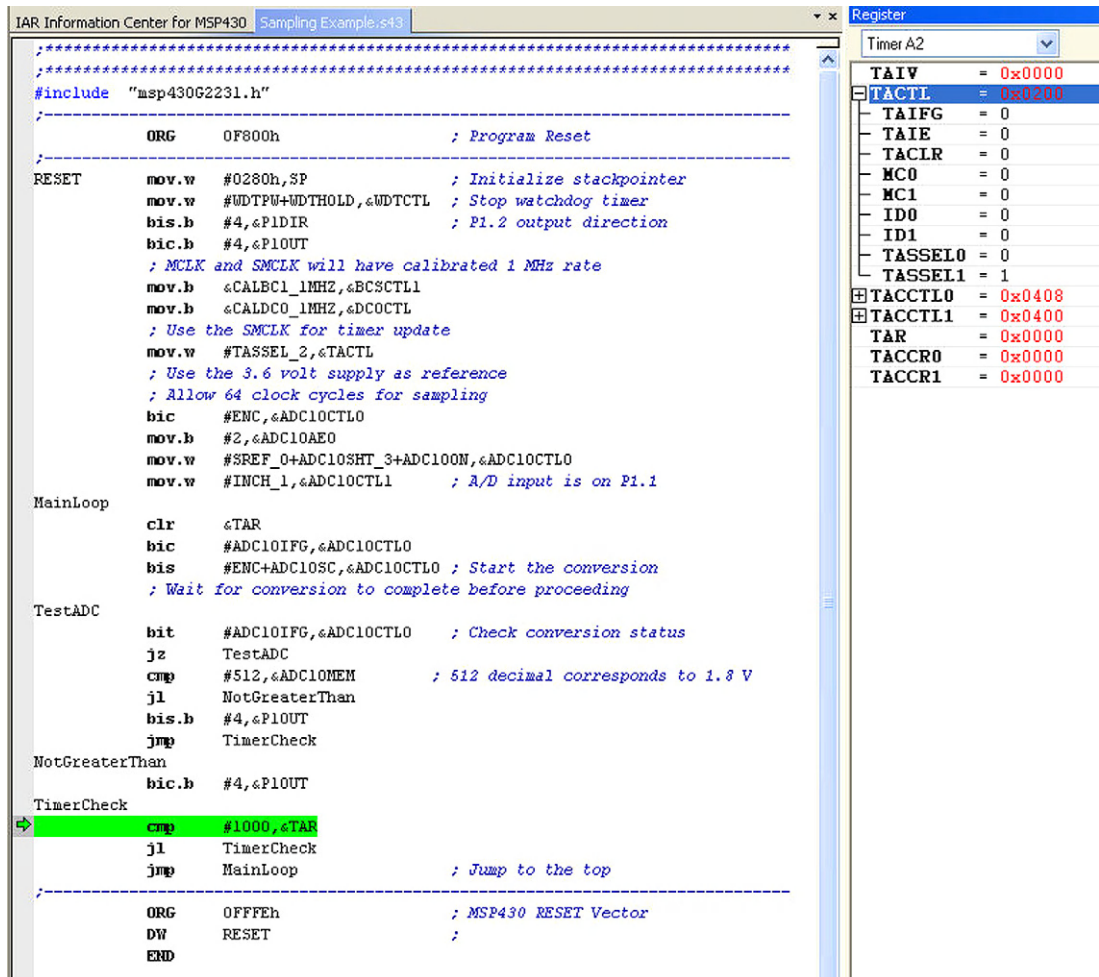 IAR Information Center for MSP430 Sampling Example.s43
;*******************************************************************************
;*******************************************************************************
#include "msp430G2231.h"
;-------------------------------------------------------------------------------
ORG 0F800h ; Program Reset
;-------------------------------------------------------------------------------
RESET mov.w #0280h,SP ; Initialize stackpointer
mov.w #WDTPW+WDTHOLD,&WDTCTL ; Stop watchdog timer
bis.b #4,&P1DIR ; P1.2 output direction
bic.b #4,&P1OUT
; MCLK and SMCLK will have calibrated 1 MHz rate
mov.b &CALBC1_1MHZ,&BCSCTL1
mov.b &CALDCO_1MHZ,&DCOCTL
; Use the SMCLK for timer update
mov.w #TASSEL_2,&TACTL
; Use the 3.6 volt supply as reference
; Allow 64 clock cycles for sampling
bic #ENC,&ADC10CTL0
mov.b #2,&ADC10AE0
mov.w #SREF_0+ADC10SHT_3+ADC10ON,&ADC10CTL0
mov.w #INCH_1,&ADC10CTL1 ; A/D input is on P1.1
MainLoop
clr &TAR
bic #ADC10IFG,&ADC10CTL0
bis #ENC+ADC10SC,&ADC10CTL0 ; Start the conversion
; Wait for conversion to complete before proceeding
TestADC
bit #ADC10IFG,&ADC10CTL0 ; Check conversion status
jz TestADC
cmp #512,&ADC10MEM ; 512 decimal corresponds to 1.8 V
jl NotGreaterThan
bis.b #4,&P1OUT
jmp TimerCheck
NotGreaterThan
bic.b #4,&P1OUT
TimerCheck
cmp #1000,&TAR
jl TimerCheck
jmp MainLoop ; Jump to the top
;-------------------------------------------------------------------------------
ORG 0FFFEh ; MSP430 RESET Vector
DW RESET ;
END
Register
Timer A2
TAIV = 0x0000
TACTL = 0x0200
TAIFG = 0
TAIE = 0
TACLR = 0
MC0 = 0
MC1 = 0
ID0 = 0
ID1 = 0
TASSEL0 = 0
TASSEL1 = 1
TACCTL0 = 0x0408
TACCTL1 = 0x0400
TAR = 0x0000
TACCR0 = 0x0000
TACCR1 = 0x0000